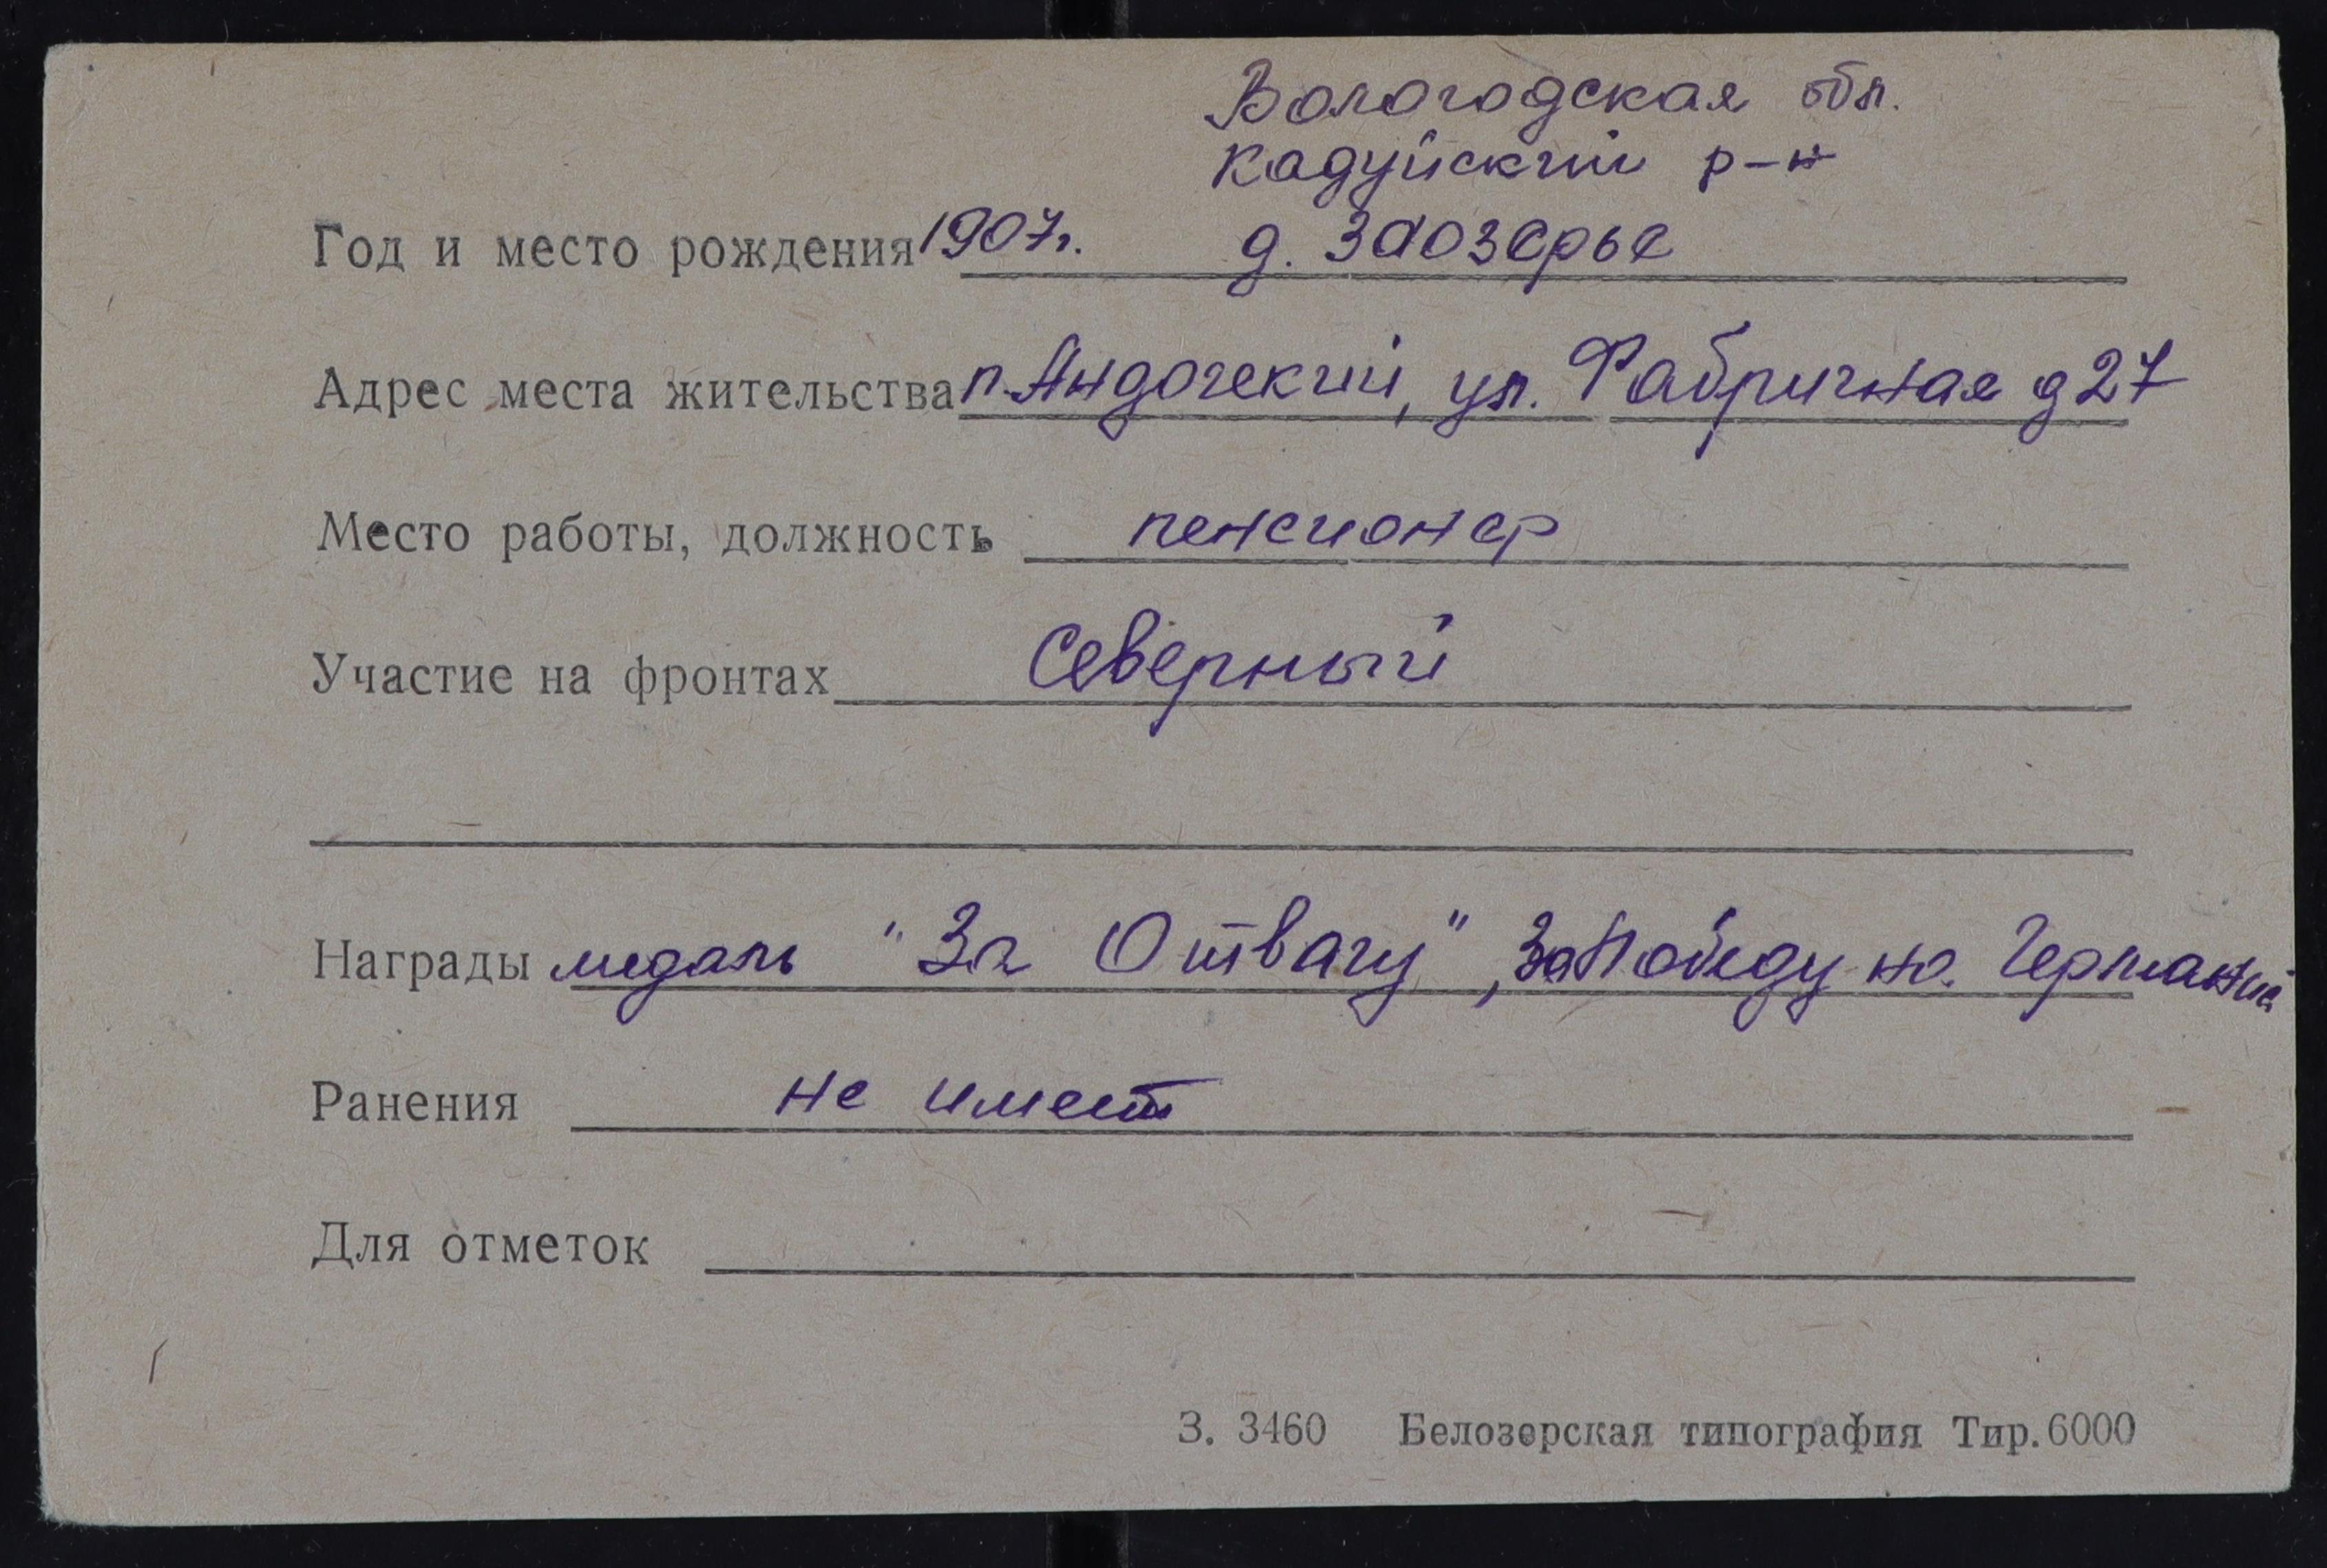 Вологодская обл.
Кадуйский р-н
Год и место рождения 1907г. д. Заозерье
Адрес места жительства п. Андогский, ул. Фабричная д 27
Место работы, должность пенсионер
Участие на фронтах Северный
Награды медаль "За Отвагу", За Победу на. Германией
Ранения не имеет
Для отметок
З. 3460 Белозерская типография Тир. 6000